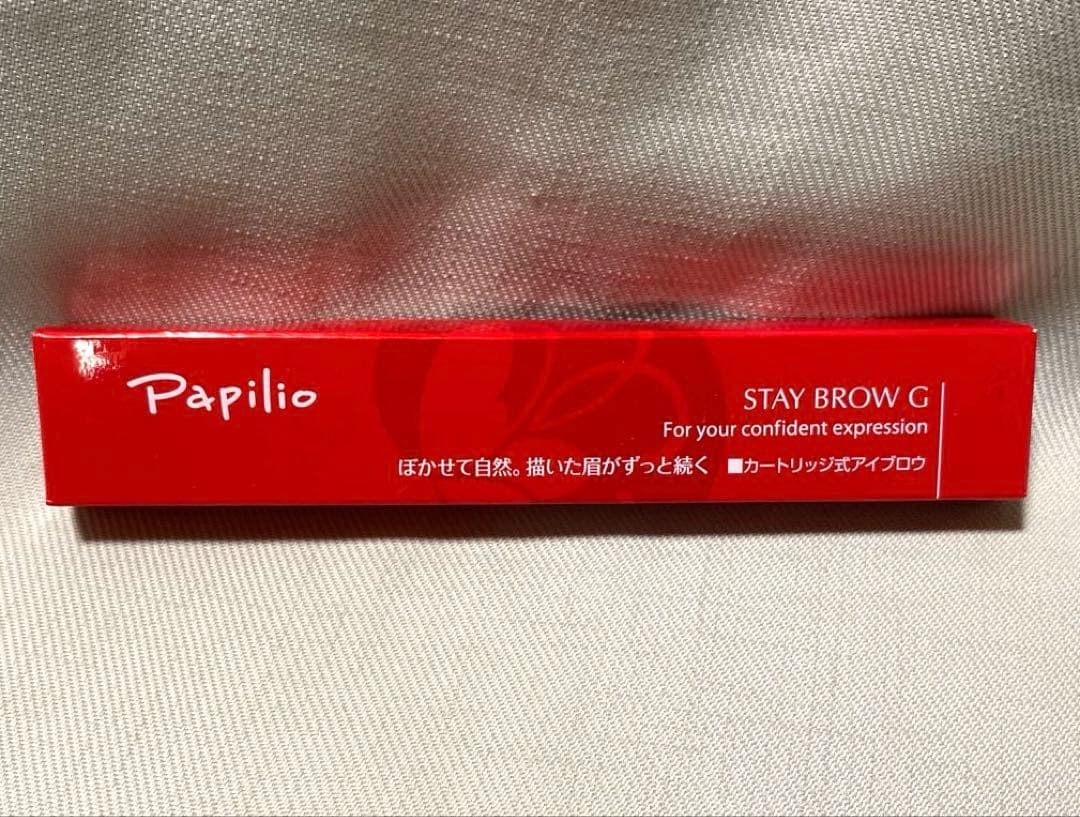 Papilio
STAY BROW G
For your confident expression
ぼかせて自然。描いた眉がずっと続く ■カートリッジ式アイブロウ